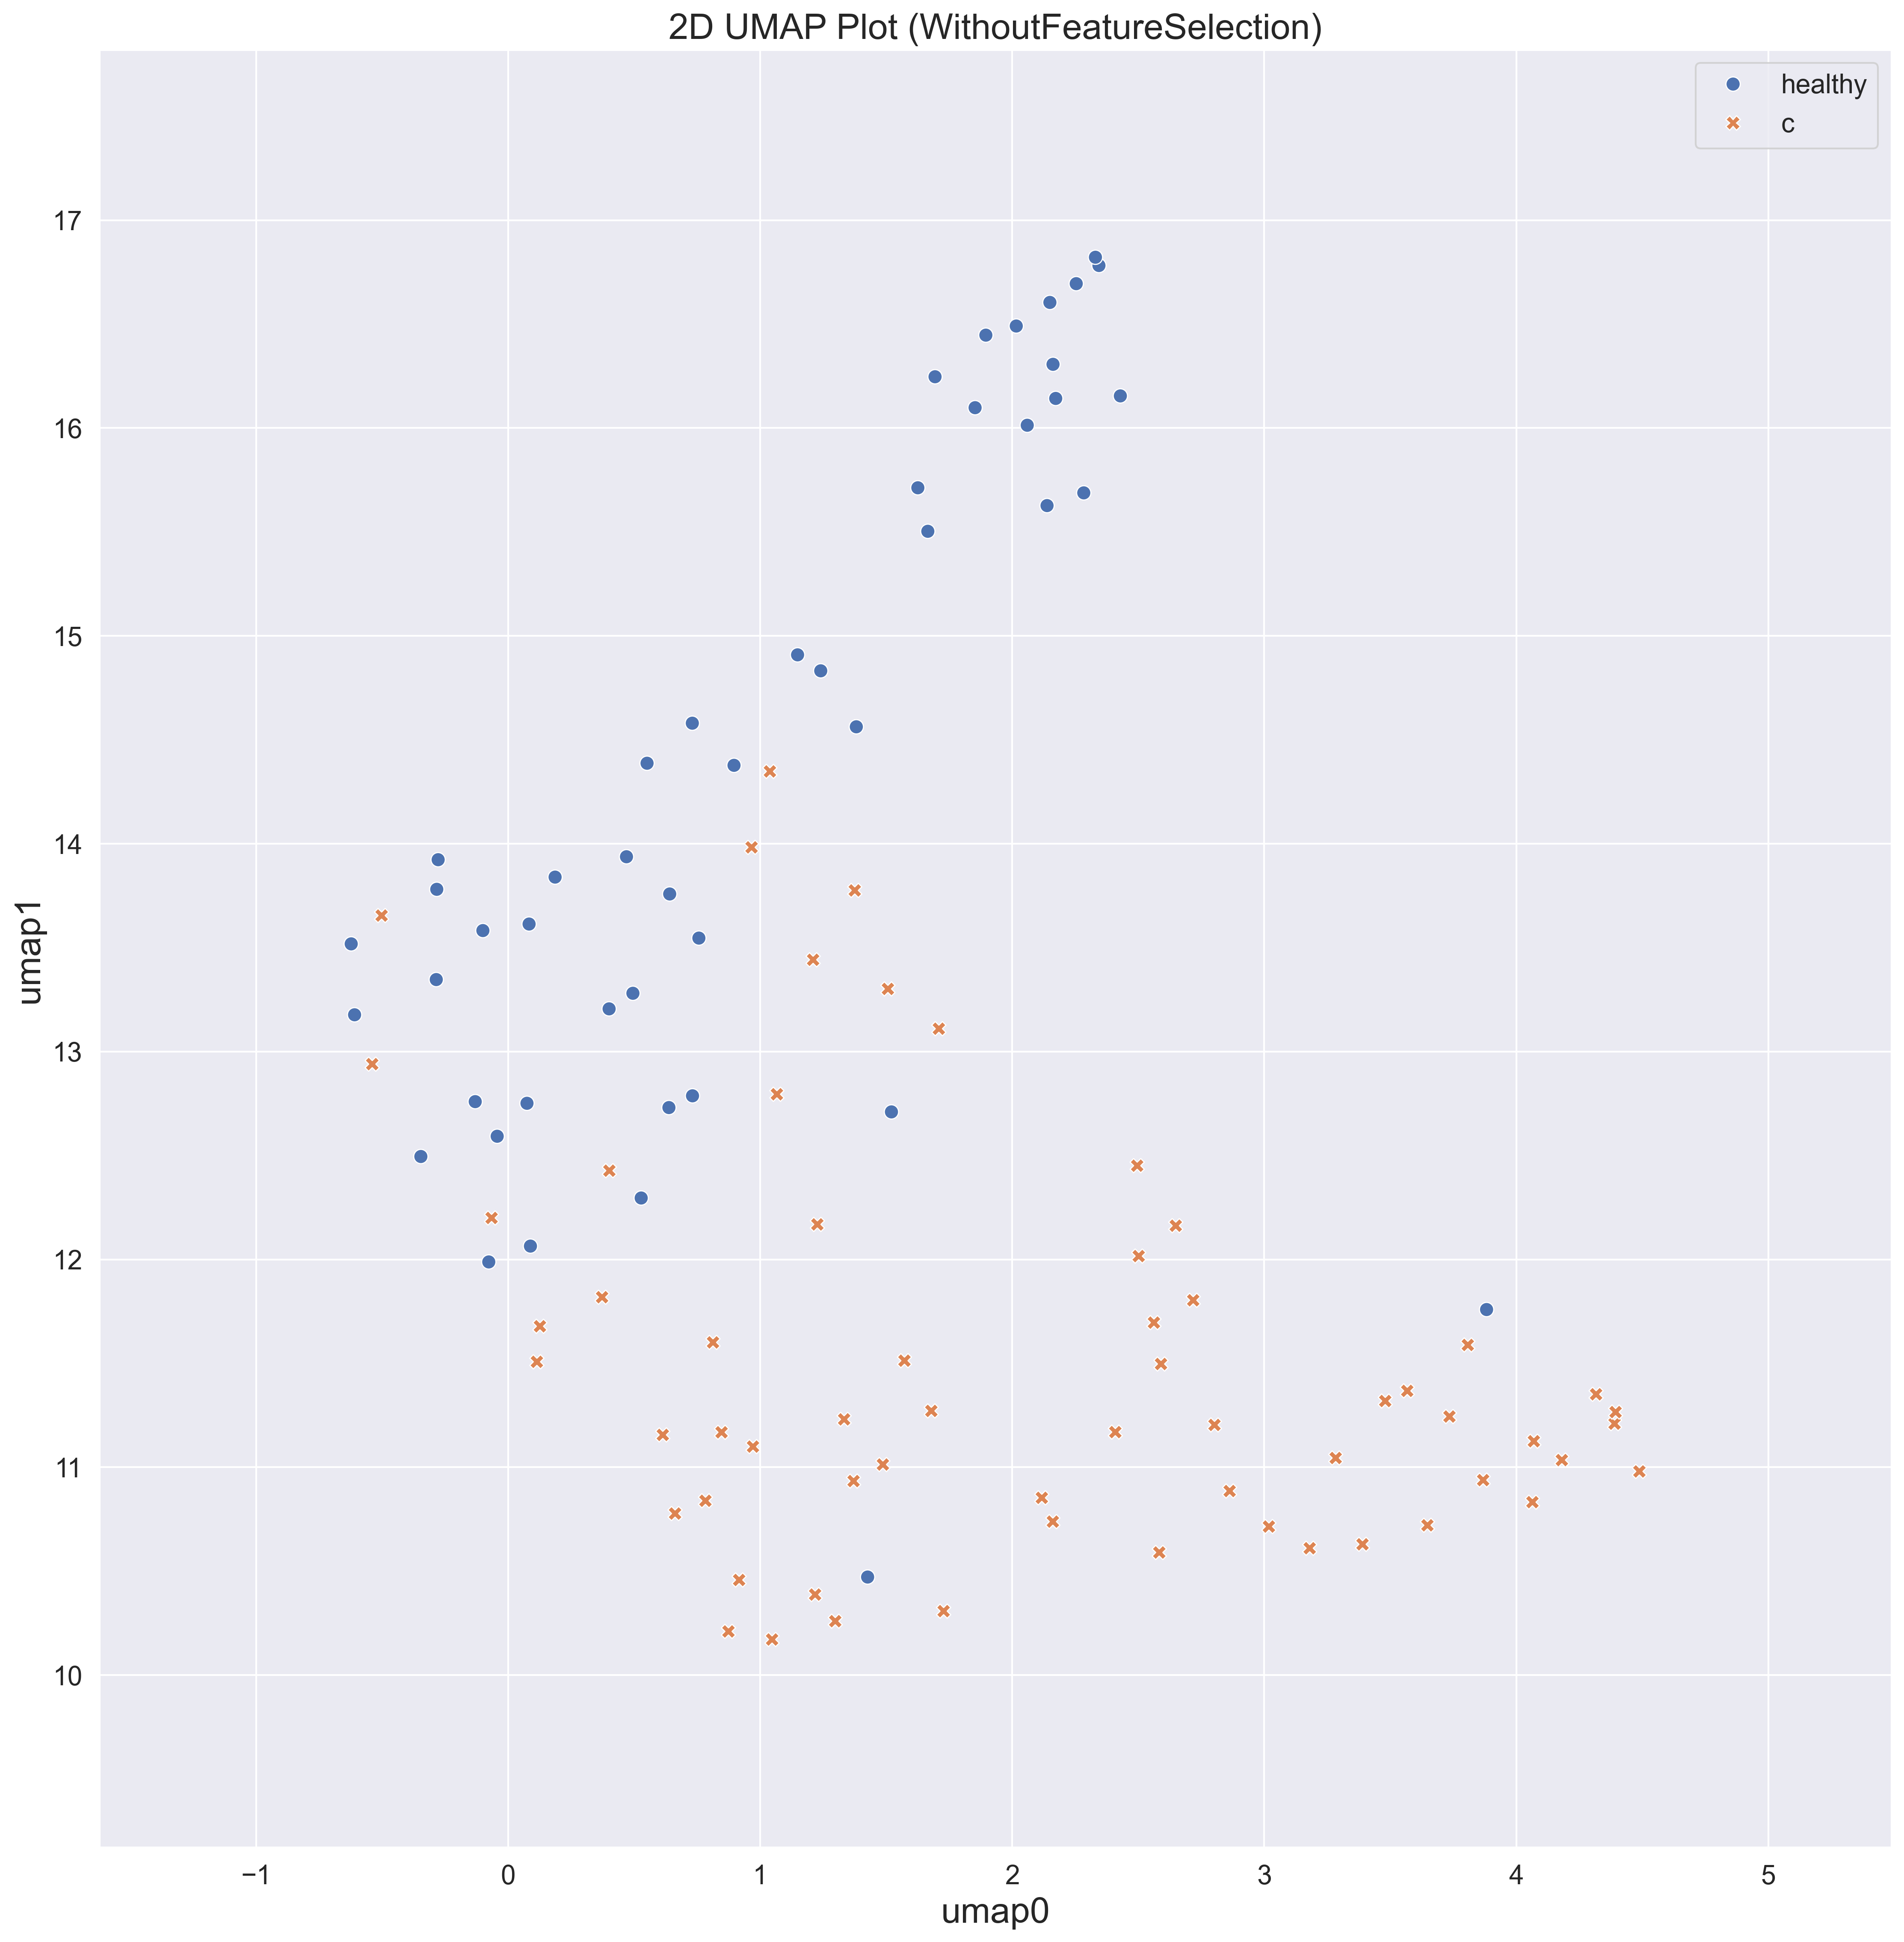 2D UMAP Plot (WithoutFeatureSelection)
healthy
c
17
16
15
14
13
12
11
10
umap1
−1 0 1 2 3 4 5
umap0